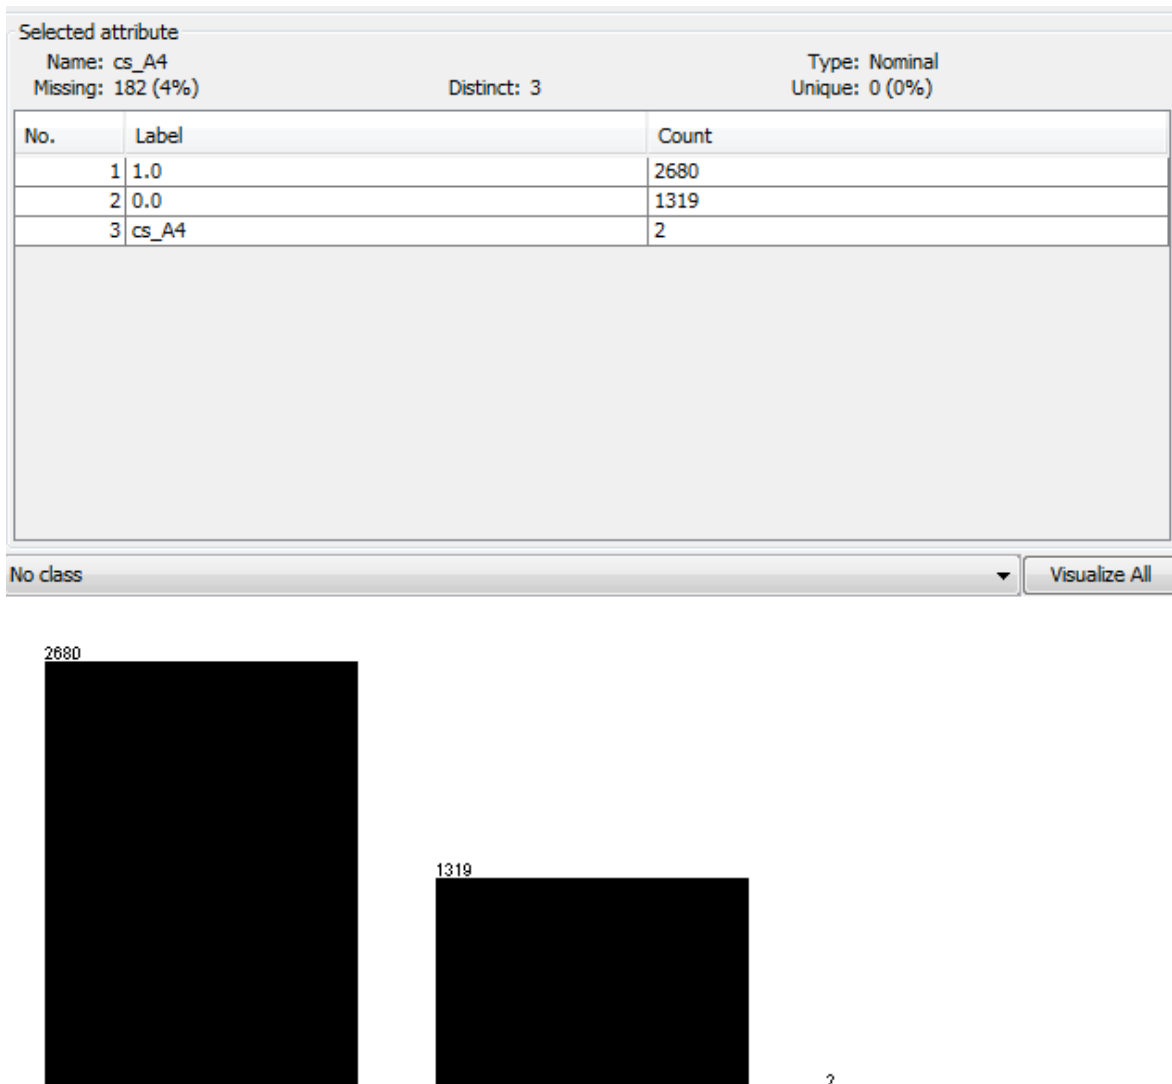 Selected attribute
Name: cs_A4 Type: Nominal
Missing: 182 (4%) Distinct: 3 Unique: 0 (0%)
No. Label Count
1 1.0 2680
2 0.0 1319
3 cs_A4 2
No class Visualize All
2680
1319
2